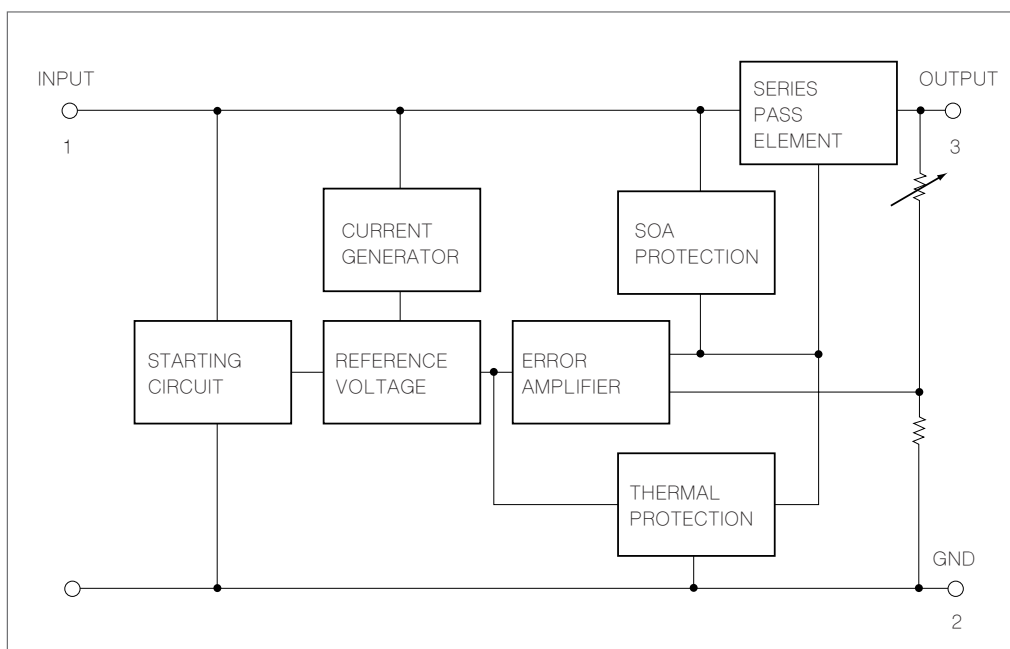 INPUT
1
SERIES
PASS
ELEMENT
OUTPUT
3
CURRENT
GENERATOR
SOA
PROTECTION
STARTING
CIRCUIT
REFERENCE
VOLTAGE
ERROR
AMPLIFIER
THERMAL
PROTECTION
GND
2